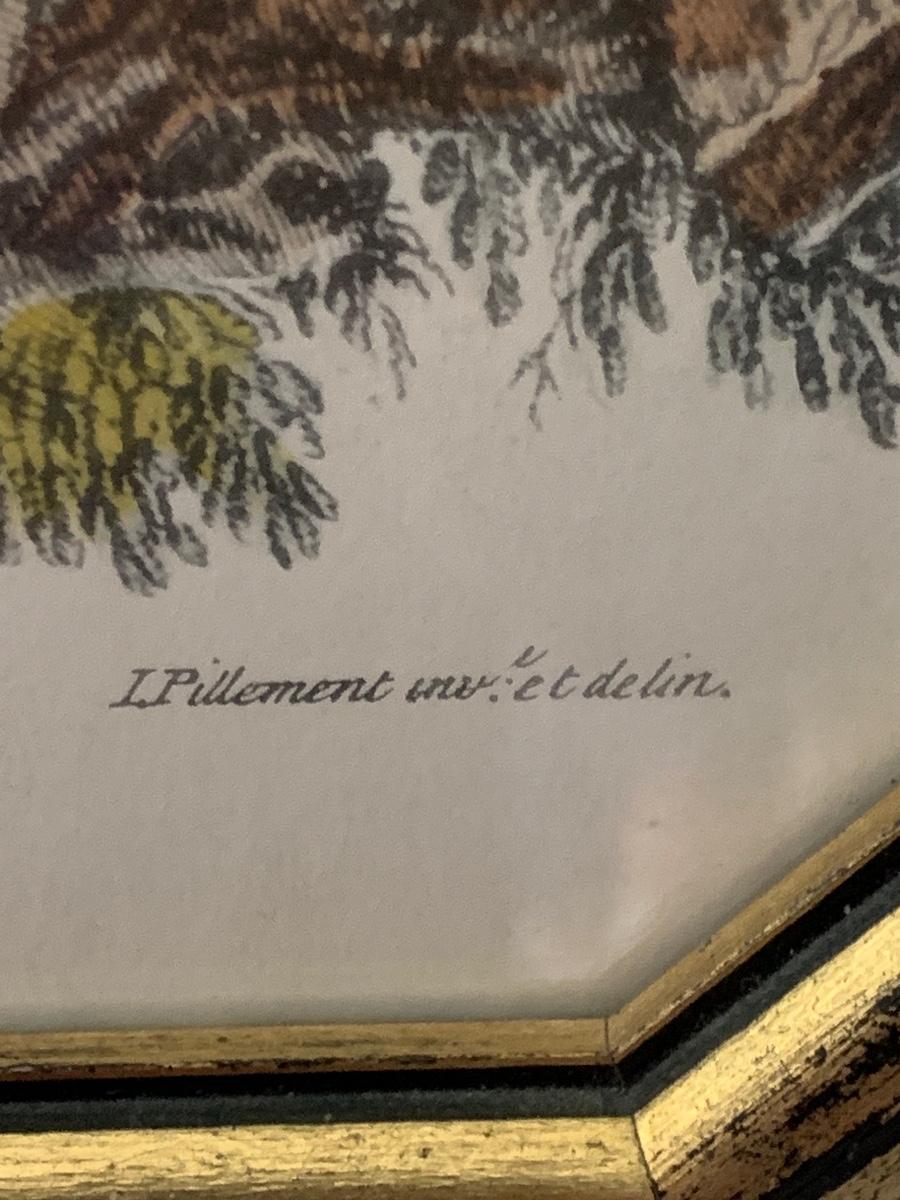 I.Pillement inv.é et delin.